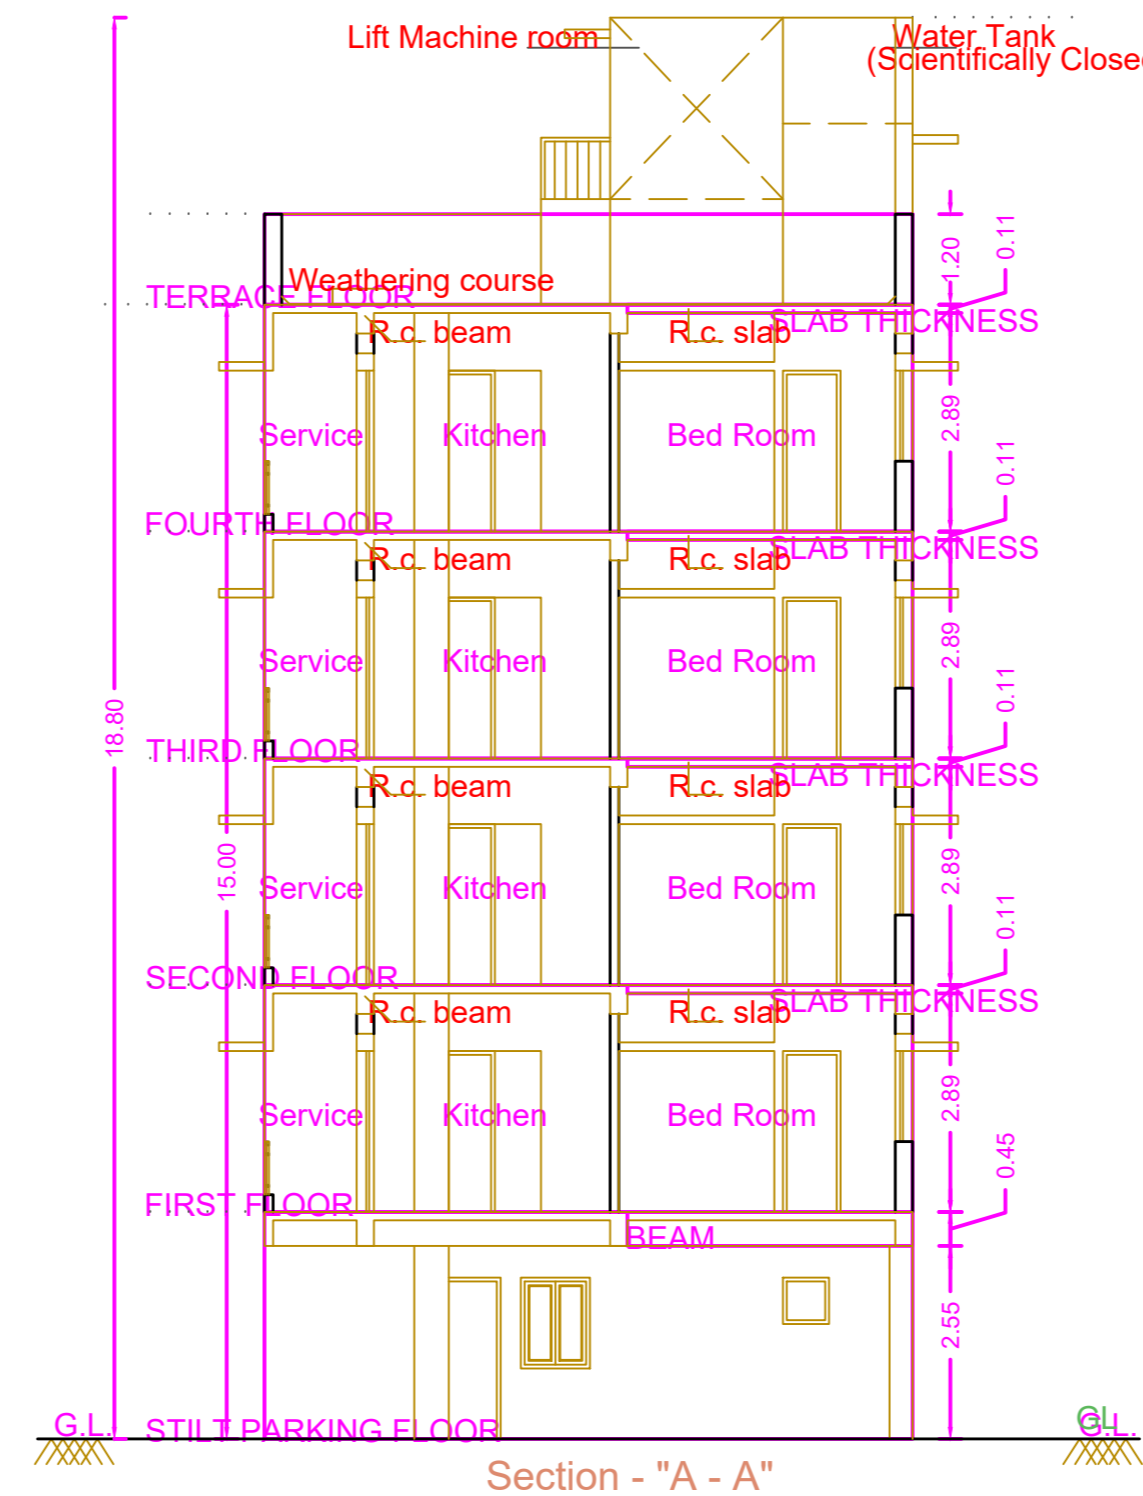 Lift Machine room
Water Tank
(Scientifically Close
1.20
0.11
Weathering course
TERRACE FLOOR
SLAB THICKNESS
R.c. beam
R.c. slab
2.89
Service
Kitchen
Bed Room
0.11
FOURTH FLOOR
SLAB THICKNESS
R.c. beam
R.c. slab
2.89
Service
Kitchen
Bed Room
0.11
18.80
THIRD FLOOR
SLAB THICKNESS
R.c. beam
R.c. slab
15.00
2.89
Service
Kitchen
Bed Room
0.11
SECOND FLOOR
SLAB THICKNESS
R.c. beam
R.c. slab
2.89
Service
Kitchen
Bed Room
0.45
FIRST FLOOR
BEAM
2.55
G.L.
STILT PARKING FLOOR
GL
G.L.
Section - "A - A"